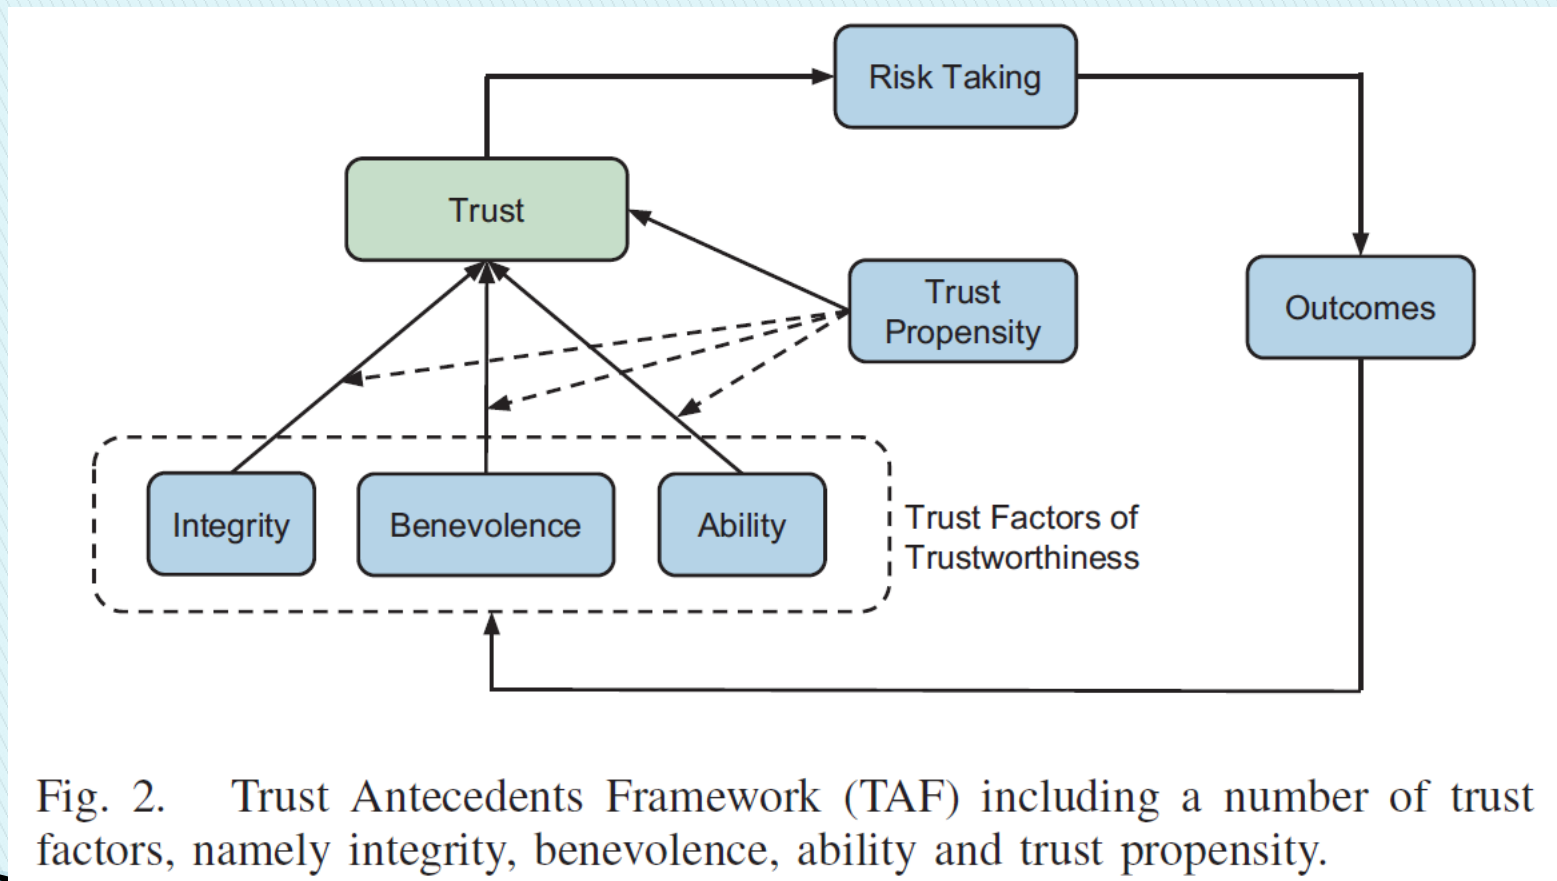 Risk Taking
Trust
Trust
Propensity
Outcomes
Integrity
Benevolence
Ability
Trust Factors of
Trustworthiness
Fig. 2. Trust Antecedents Framework (TAF) including a number of trust
factors, namely integrity, benevolence, ability and trust propensity.